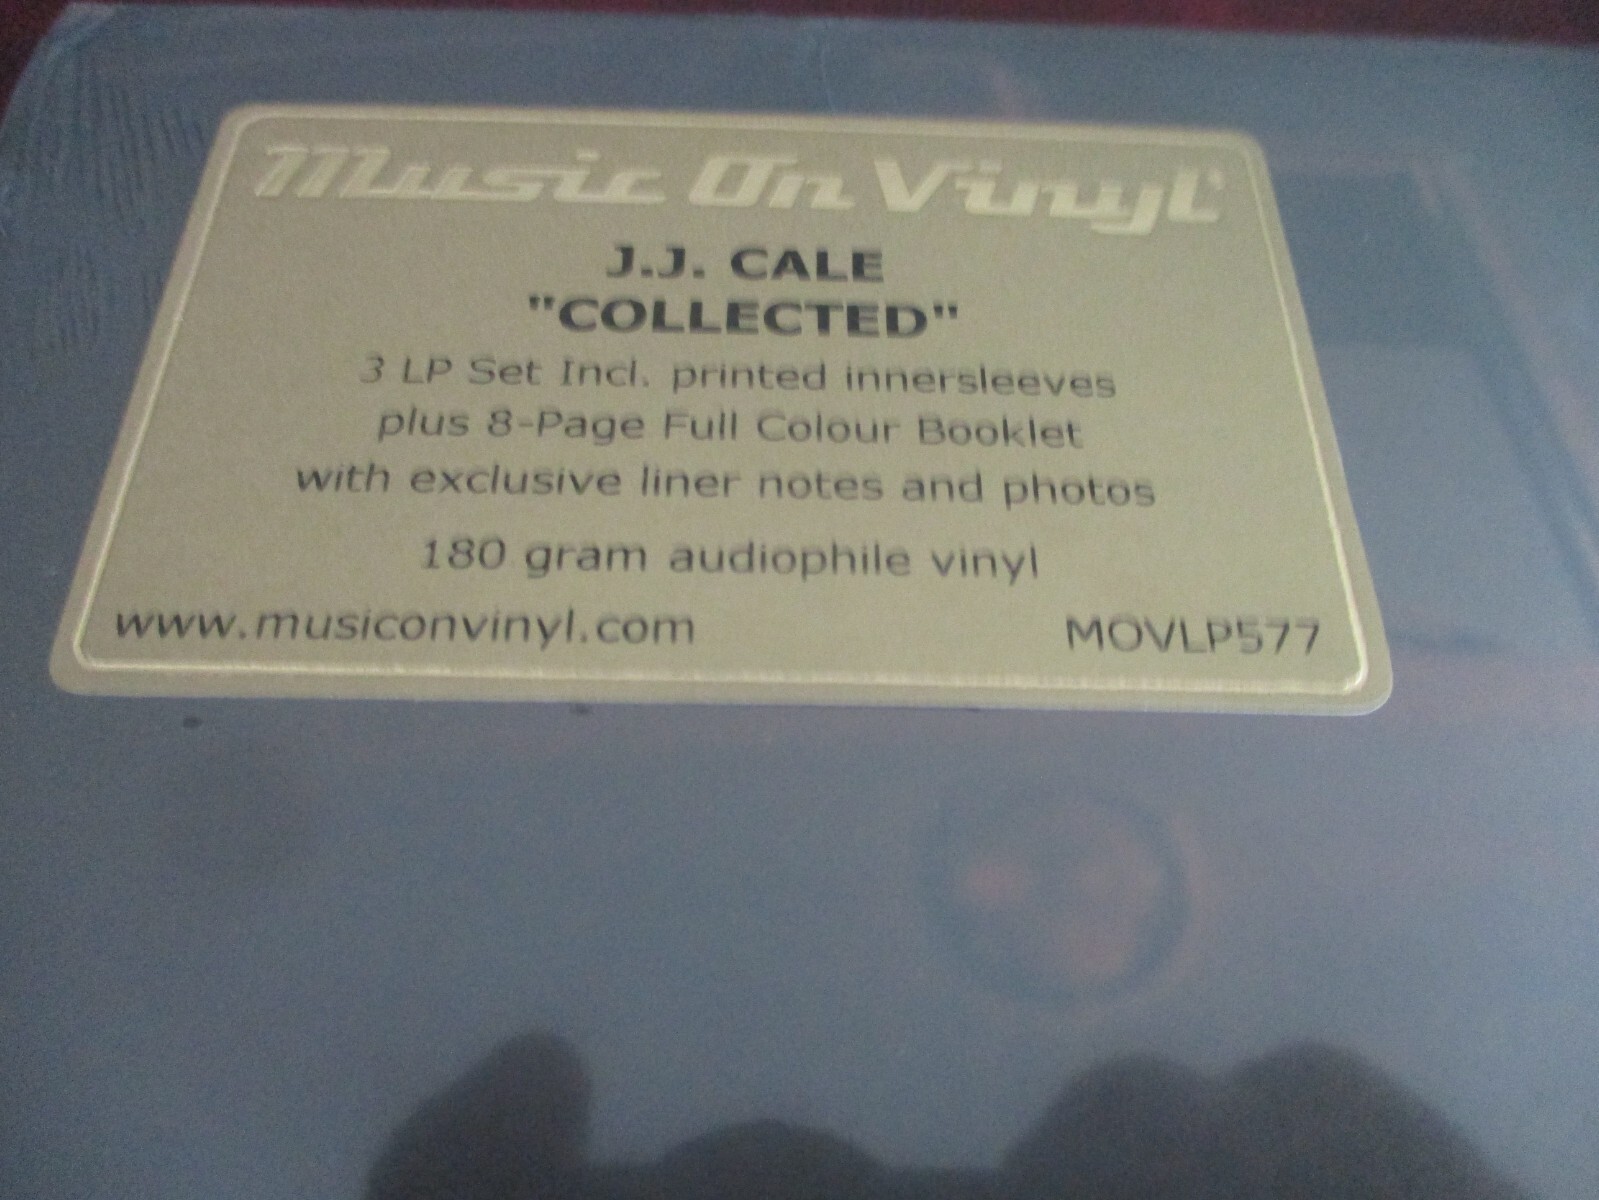 Music On Vinyl
J.J. CALE
"COLLECTED"
3 LP Set Incl. printed innersleeves
plus 8-Page Full Colour Booklet
with exclusive liner notes and photos
180 gram audiophile vinyl
www.musiconvinyl.com MOVLP577